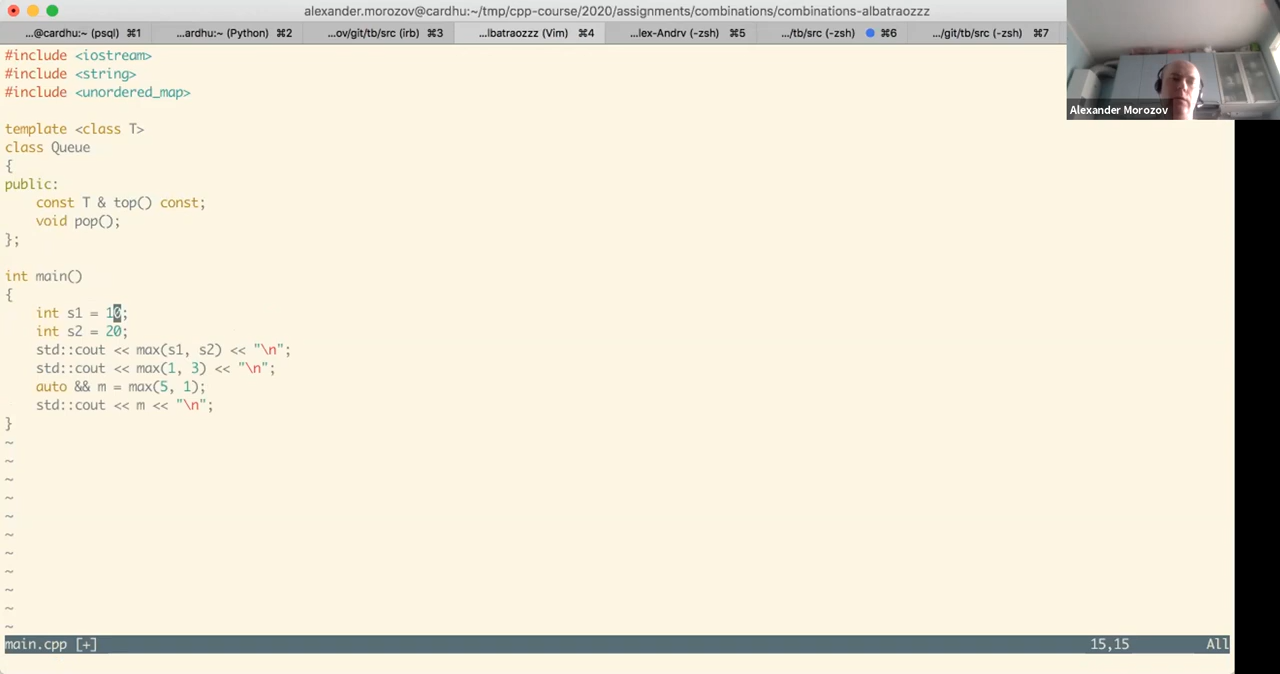 alexander.morozov@cardhu:~/tmp/cpp-course/2020/assignments/combinations/combinations-albatraozzz
...@cardhu:~ (psql) ⌘1 ...ardhu:~ (Python) ⌘2 ...ov/git/tb/src (irb) ⌘3 ...lbatraozzz (Vim) ⌘4 ...lex-Andrv (-zsh) ⌘5 .../tb/src (-zsh) ⌘6 .../git/tb/src (-zsh) ⌘7
Alexander Morozov
#include <iostream>
#include <string>
#include <unordered_map>
template <class T>
class Queue
{
public:
    const T & top() const;
    void pop();
};
int main()
{
    int s1 = 10;
    int s2 = 20;
    std::cout << max(s1, s2) << "\n";
    std::cout << max(1, 3) << "\n";
    auto && m = max(5, 1);
    std::cout << m << "\n";
}
~
~
~
~
~
~
~
~
~
~
~
main.cpp [+] 15,15 All